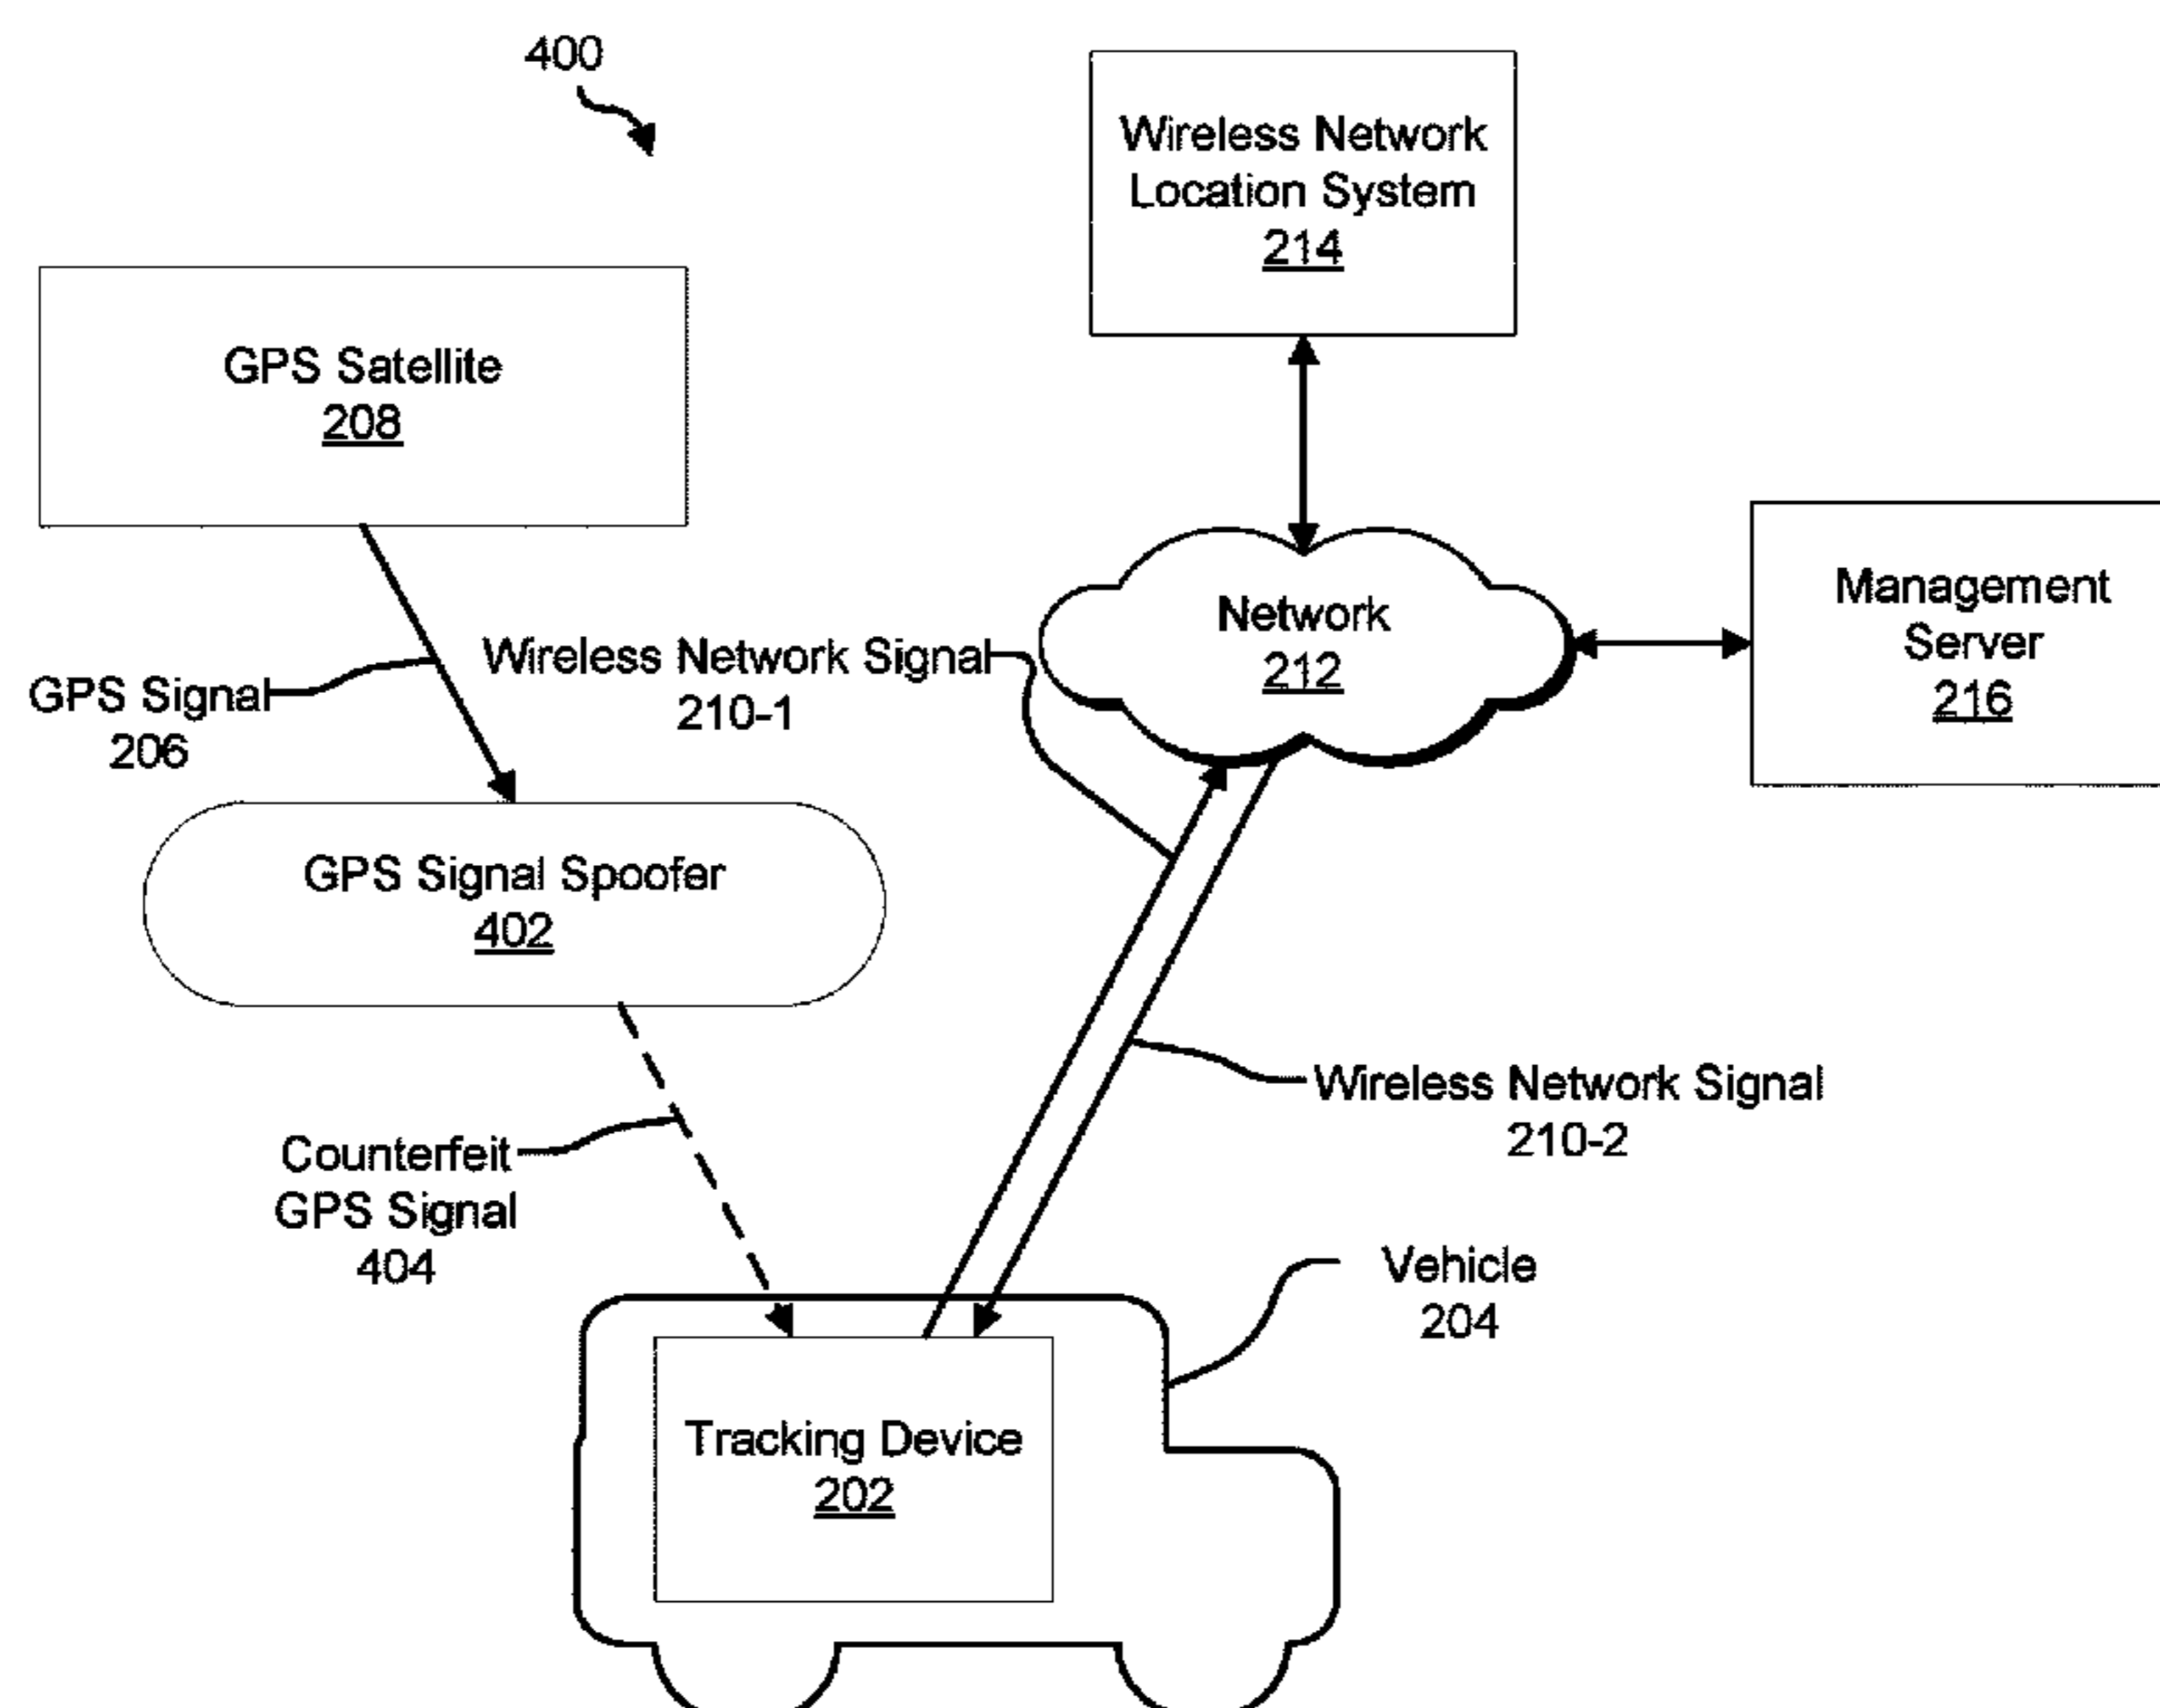 400
Wireless Network
Location System
214
GPS Satellite
208
Management
Server
216
Network
212
Wireless Network Signal
210-1
GPS Signal
206
GPS Signal Spoofer
402
Wireless Network Signal
210-2
Counterfeit
GPS Signal
404
Vehicle
204
Tracking Device
202